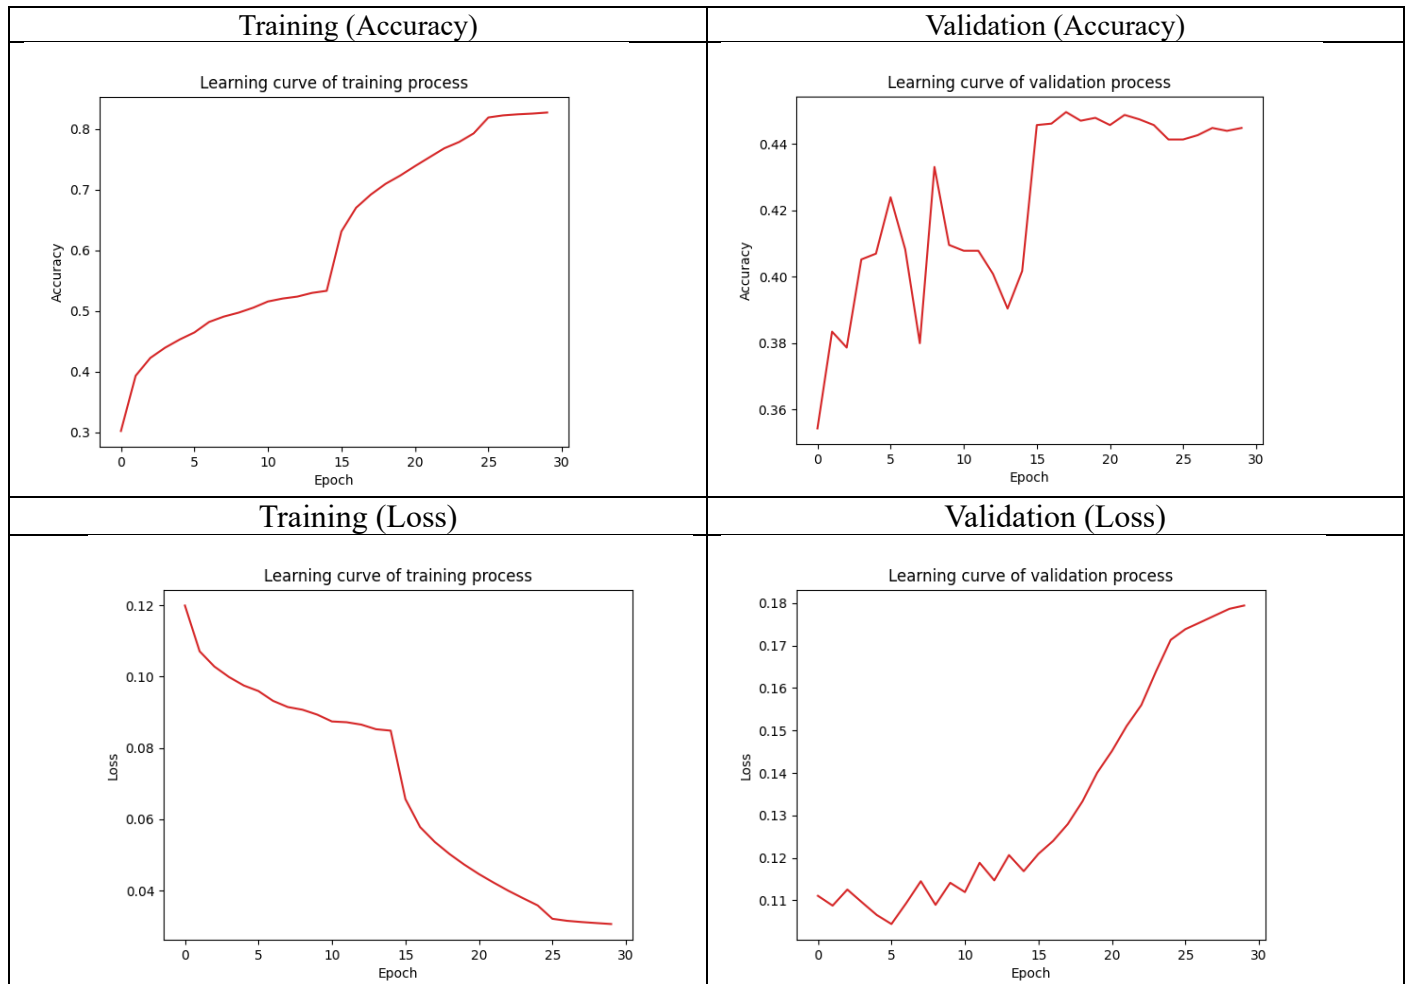 Training (Accuracy)
Validation (Accuracy)
Learning curve of training process
Accuracy
0.8
0.7
0.6
0.5
0.4
0.3
0 5 10 15 20 25 30
Epoch
Learning curve of validation process
Accuracy
0.44
0.42
0.40
0.38
0.36
0 5 10 15 20 25 30
Epoch
Training (Loss)
Validation (Loss)
Learning curve of training process
Loss
0.12
0.10
0.08
0.06
0.04
0 5 10 15 20 25 30
Epoch
Learning curve of validation process
Loss
0.18
0.17
0.16
0.15
0.14
0.13
0.12
0.11
0 5 10 15 20 25 30
Epoch